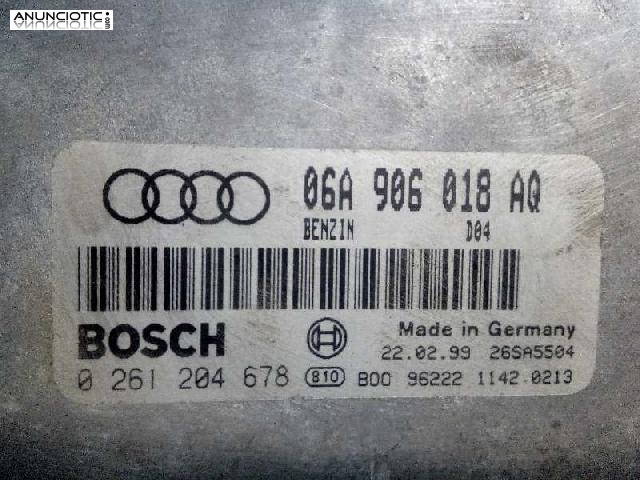 ANUNCIOTIC
.com
06A 906 018 AQ
BENZIN D04
BOSCH
Made in Germany
22.02.99 26SA5504
0 261 204 678 810 B00 96222 1142.0213